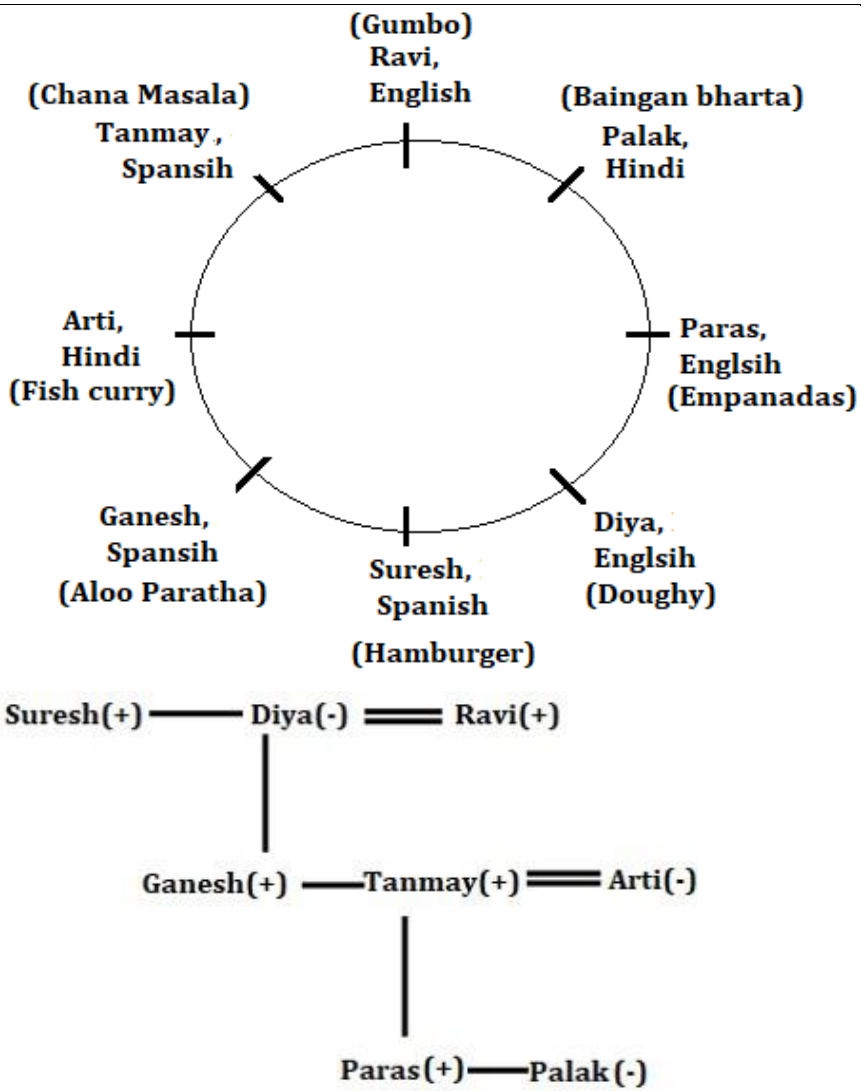 (Gumbo)
Ravi,
English
(Chana Masala)
Tanmay,
Spansih
(Baingan bharta)
Palak,
Hindi
Arti,
Hindi
(Fish curry)
Paras,
Englsih
(Empanadas)
Ganesh,
Spansih
(Aloo Paratha)
Suresh,
Spanish
(Hamburger)
Diya,
Englsih
(Doughy)
Suresh(+) Diya(-) Ravi(+)
Ganesh(+) Tanmay(+) Arti(-)
Paras(+) Palak(-)